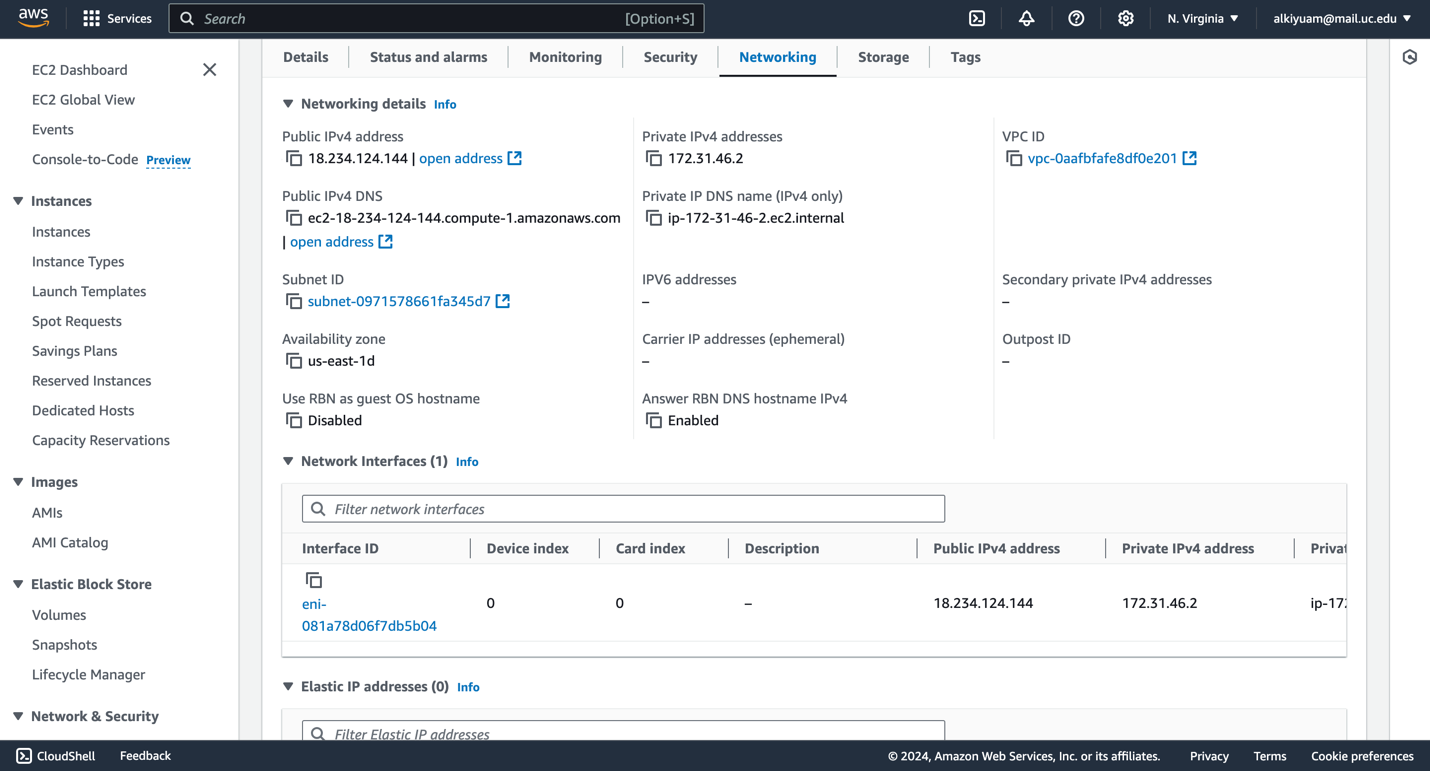 aws
Services
Search [Option+S]
N. Virginia
alkiyuam@mail.uc.edu
EC2 Dashboard
EC2 Global View
Events
Console-to-Code Preview
Instances
Instances
Instance Types
Launch Templates
Spot Requests
Savings Plans
Reserved Instances
Dedicated Hosts
Capacity Reservations
Images
AMIs
AMI Catalog
Elastic Block Store
Volumes
Snapshots
Lifecycle Manager
Network & Security
Details
Status and alarms
Monitoring
Security
Networking
Storage
Tags
Networking details Info
Public IPv4 address
18.234.124.144 | open address
Private IPv4 addresses
172.31.46.2
VPC ID
vpc-0aafbfafe8df0e201
Public IPv4 DNS
ec2-18-234-124-144.compute-1.amazonaws.com
| open address
Private IP DNS name (IPv4 only)
ip-172-31-46-2.ec2.internal
Subnet ID
subnet-0971578661fa345d7
IPV6 addresses
–
Secondary private IPv4 addresses
–
Availability zone
us-east-1d
Carrier IP addresses (ephemeral)
–
Outpost ID
–
Use RBN as guest OS hostname
Disabled
Answer RBN DNS hostname IPv4
Enabled
Network Interfaces (1) Info
Filter network interfaces
Interface ID
Device index
Card index
Description
Public IPv4 address
Private IPv4 address
Privat
eni-
081a78d06f7db5b04
0
0
–
18.234.124.144
172.31.46.2
ip-172
Elastic IP addresses (0) Info
Filter Elastic IP addresses
CloudShell
Feedback
© 2024, Amazon Web Services, Inc. or its affiliates.
Privacy
Terms
Cookie preferences